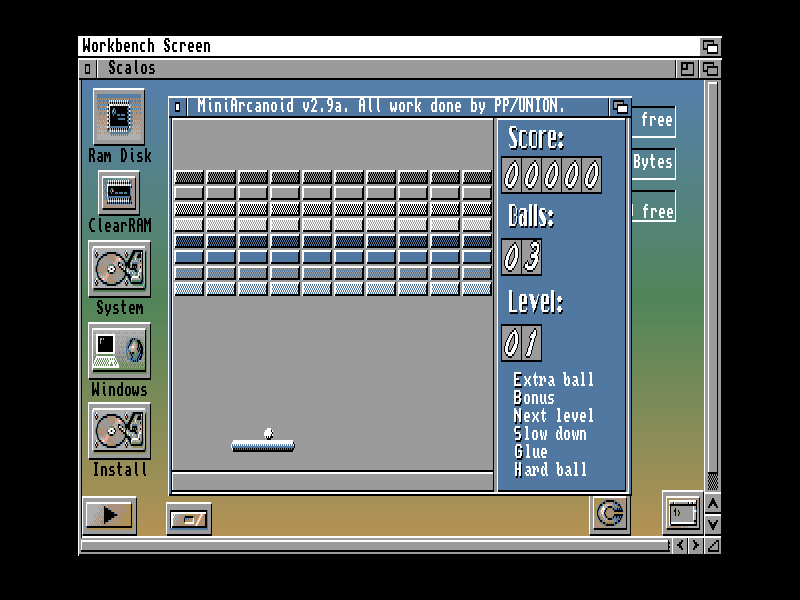 Workbench Screen
Scalos
MiniArcanoid v2.9a. All work done by PP/UNION.
free
Bytes
free
Ram Disk
ClearRAM
System
Windows
Install
Score:
00000
Balls:
03
Level:
01
Extra ball
Bonus
Next level
Slow down
Glue
Hard ball